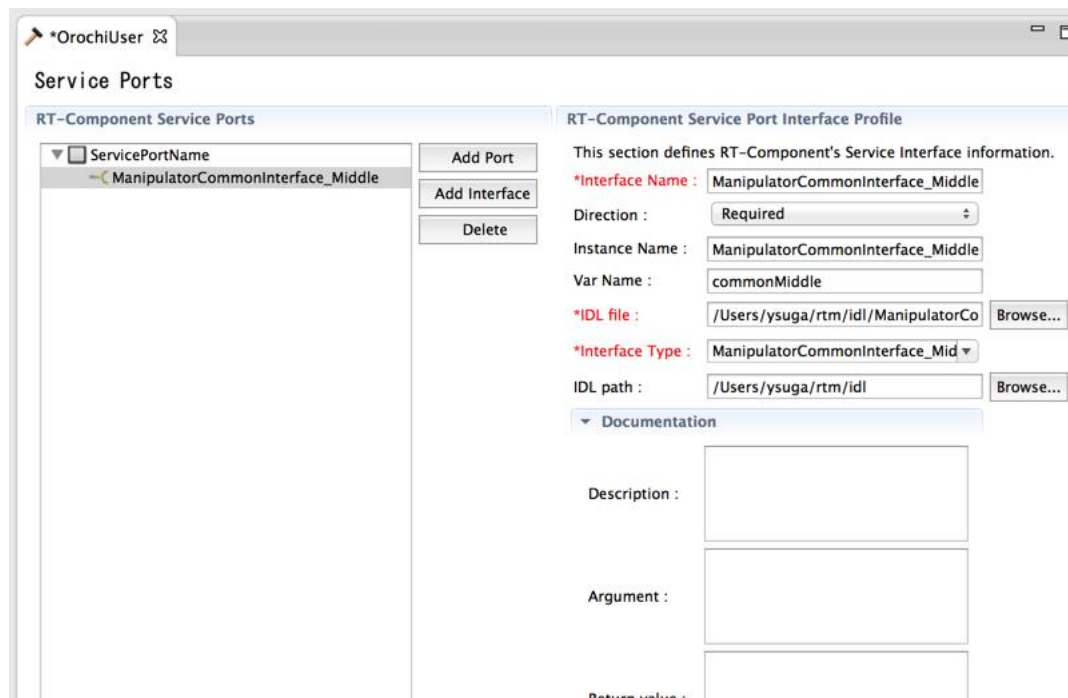 *OrochiUser
Service Ports
RT-Component Service Ports
ServicePortName
ManipulatorCommonInterface_Middle
Add Port
Add Interface
Delete
RT-Component Service Port Interface Profile
This section defines RT-Component's Service Interface information.
*Interface Name : ManipulatorCommonInterface_Middle
Direction : Required
Instance Name : ManipulatorCommonInterface_Middle
Var Name : commonMiddle
*IDL file : /Users/ysuga/rtm/idl/ManipulatorCo Browse...
*Interface Type : ManipulatorCommonInterface_Mid
IDL path : /Users/ysuga/rtm/idl Browse...
Documentation
Description :
Argument :
Return value :